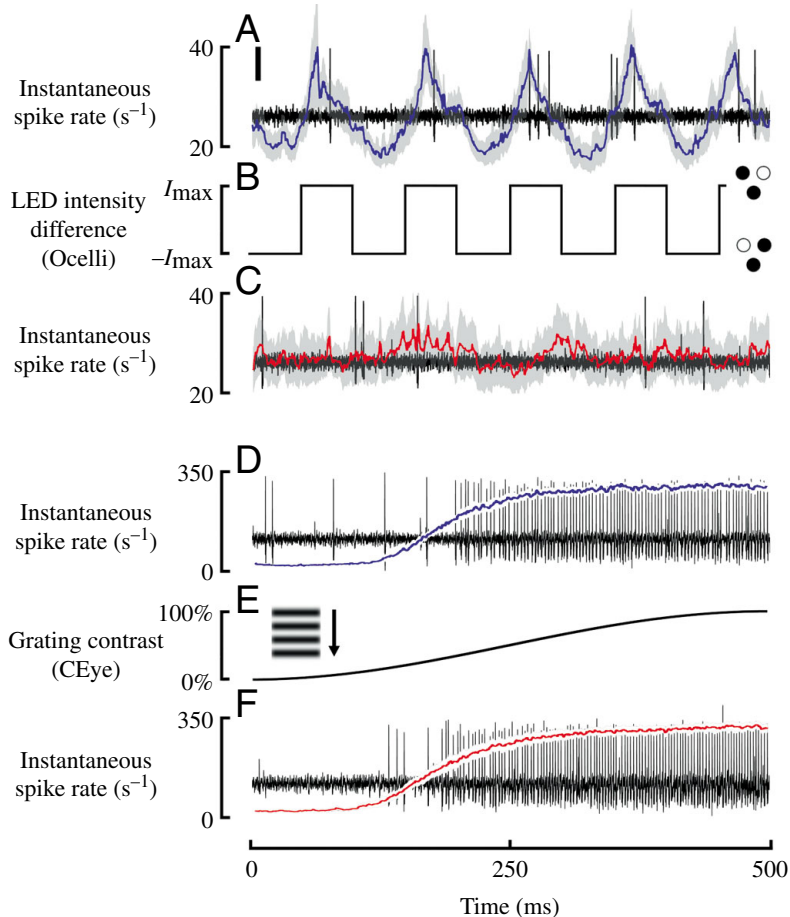 A
40
Instantaneous
spike rate (s–1)
20
B
Imax
LED intensity
difference
(Ocelli)
–Imax
C
40
Instantaneous
spike rate (s–1)
20
D
350
Instantaneous
spike rate (s–1)
0
E
100%
Grating contrast
(CEye)
0%
F
350
Instantaneous
spike rate (s–1)
0
0 250 500
Time (ms)